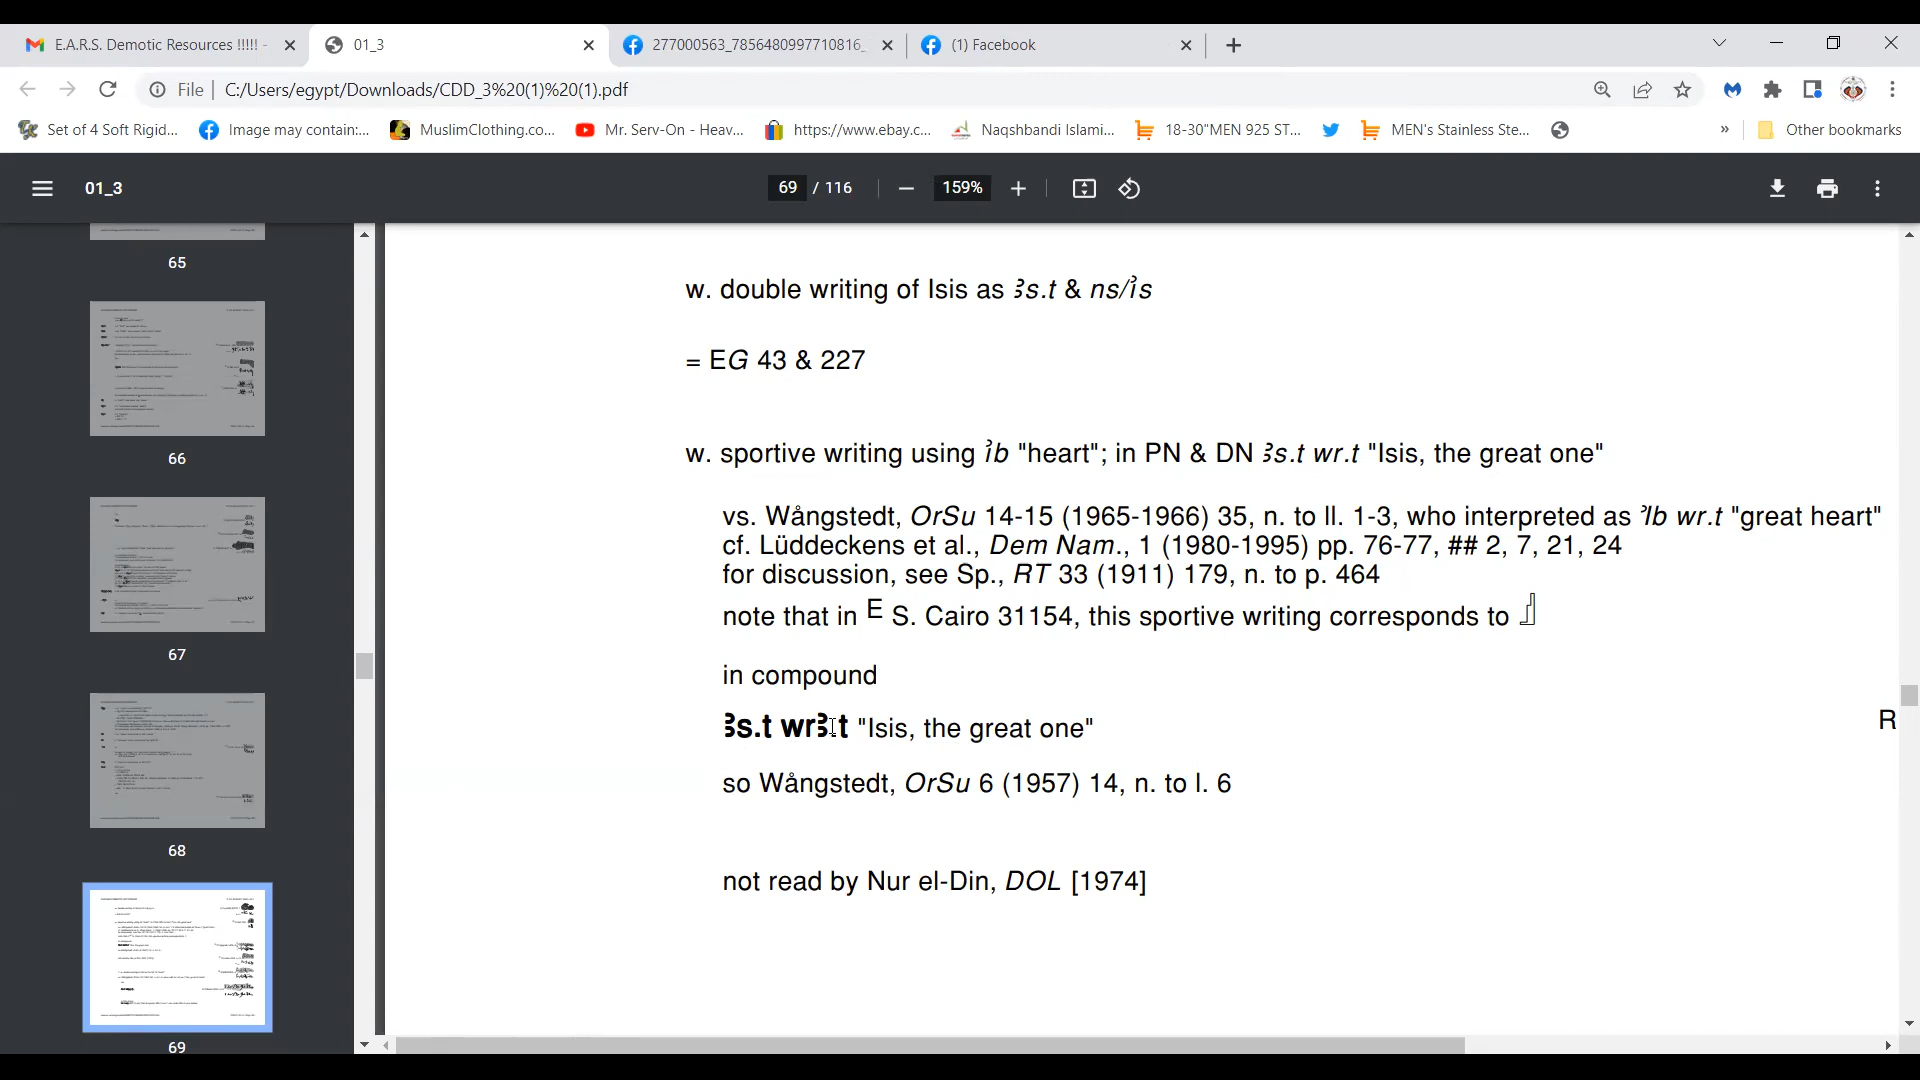 E.A.R.S. Demotic Resources !!!!! -
01_3
277000563_7856480997710816_
(1) Facebook
File
C:/Users/egypt/Downloads/CDD_3%20(1)%20(1).pdf
Set of 4 Soft Rigid...
Image may contain:...
MuslimClothing.co...
Mr. Serv-On - Heav...
https://www.ebay.c...
Naqshbandi Islami...
18-30"MEN 925 ST...
MEN's Stainless Ste...
»
Other bookmarks
01_3
69 / 116
159%
65
66
67
68
69
w. double writing of Isis as ꜣs.t & ns/ỉs
= EG 43 & 227
w. sportive writing using ỉb "heart"; in PN & DN ꜣs.t wr.t "Isis, the great one"
vs. Wångstedt, OrSu 14-15 (1965-1966) 35, n. to ll. 1-3, who interpreted as ʾIb wr.t "great heart"
cf. Lüddeckens et al., Dem Nam., 1 (1980-1995) pp. 76-77, ## 2, 7, 21, 24
for discussion, see Sp., RT 33 (1911) 179, n. to p. 464
note that in E S. Cairo 31154, this sportive writing corresponds to 𓊨
in compound
ꜣs.t wrꜣ.t "Isis, the great one"
R
so Wångstedt, OrSu 6 (1957) 14, n. to l. 6
not read by Nur el-Din, DOL [1974]